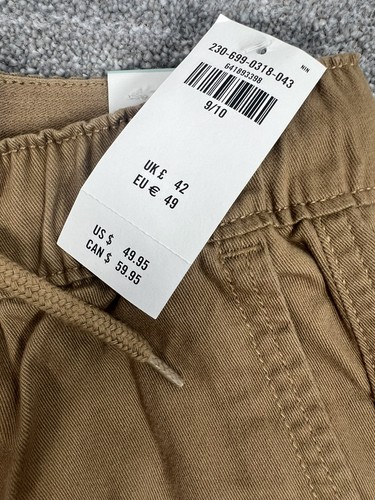 230-699-0318-043
641893398
NIN
9/10
UK £ 42
EU € 49
US $ 49.95
CAN $ 59.95